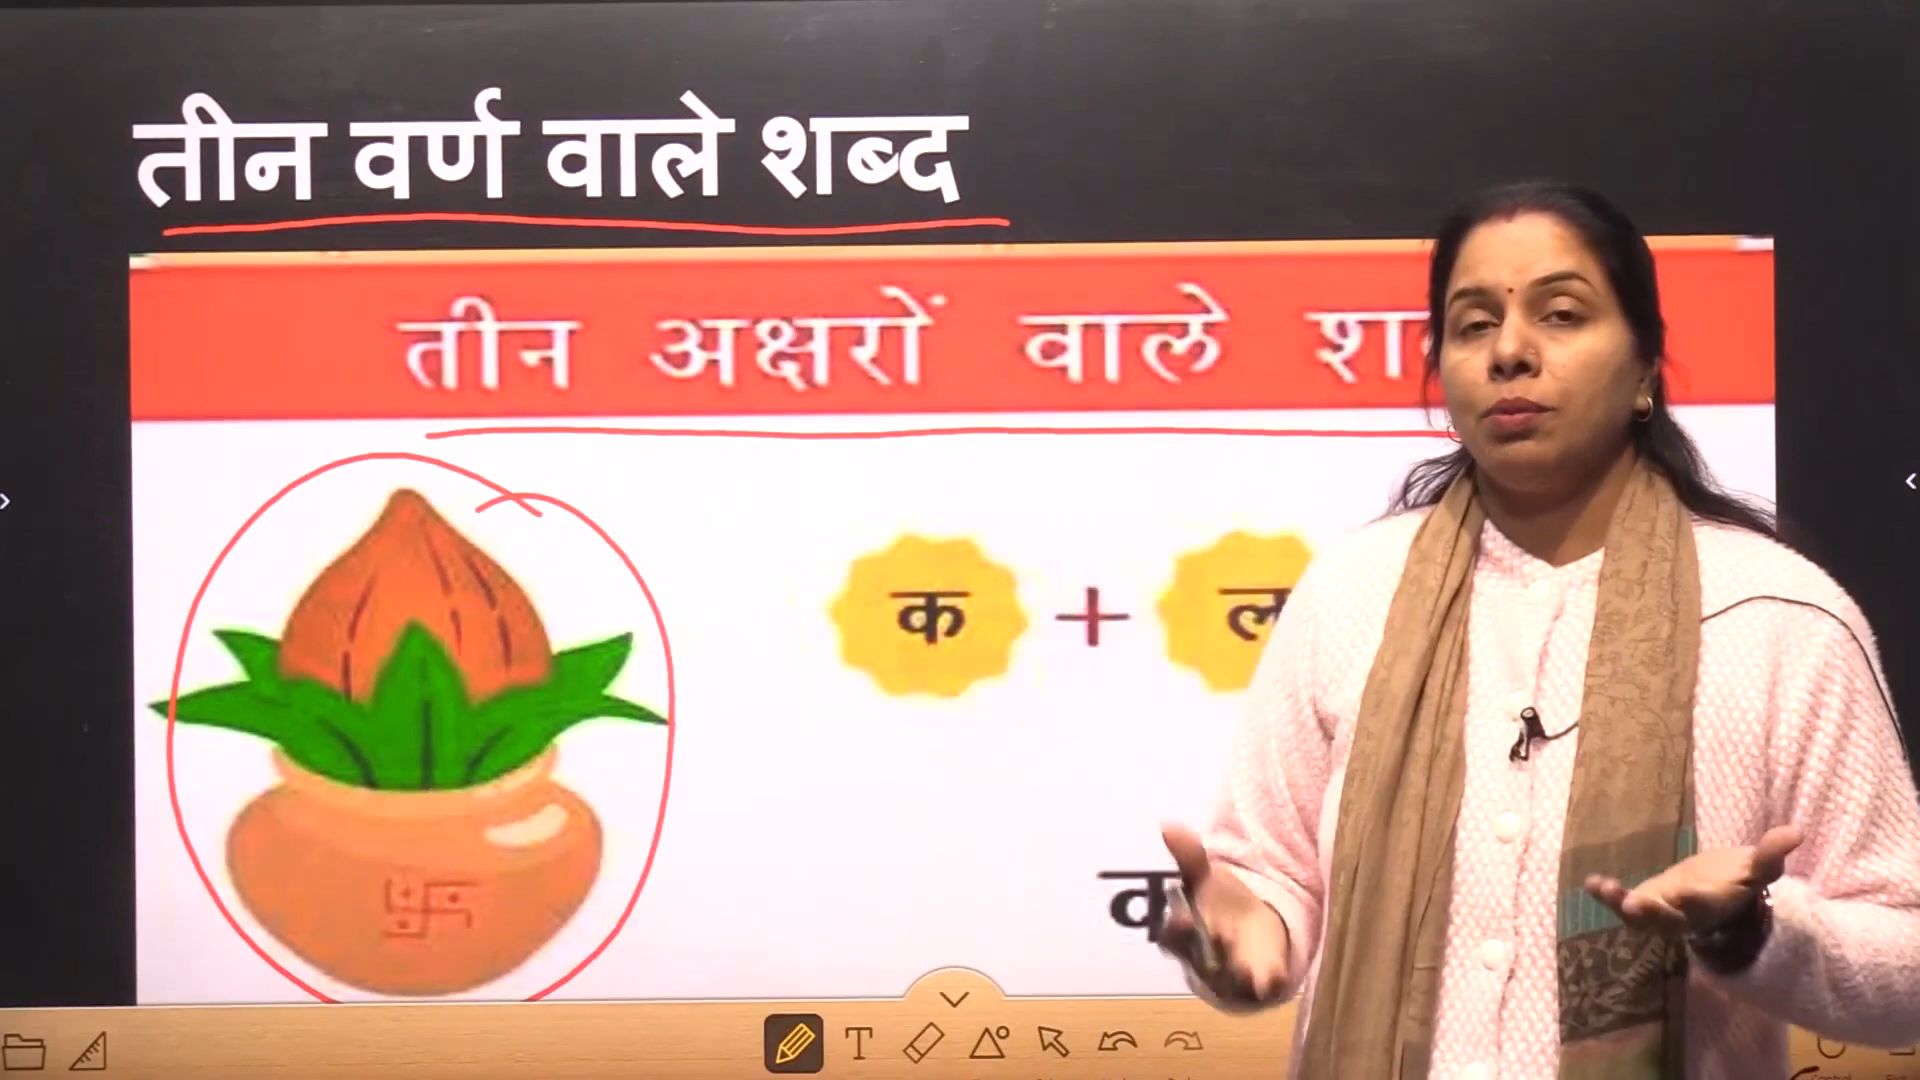 तीन वर्ण वाले शब्द
तीन अक्षरों वाले
क + ल
T